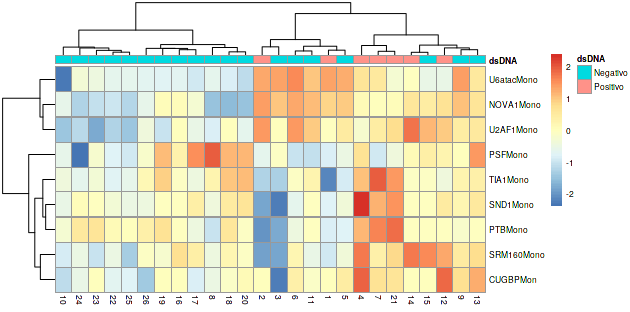 dsDNA
dsDNA
Negativo
Positivo
U6atacMono
NOVA1Mono
U2AF1Mono
PSFMono
TIA1Mono
SND1Mono
PTBMono
SRM160Mono
CUGBPMon
2
1
0
-1
-2
10 24 23 22 25 26 19 16 17 8 18 20 2 3 6 11 1 5 4 7 21 14 15 12 9 13